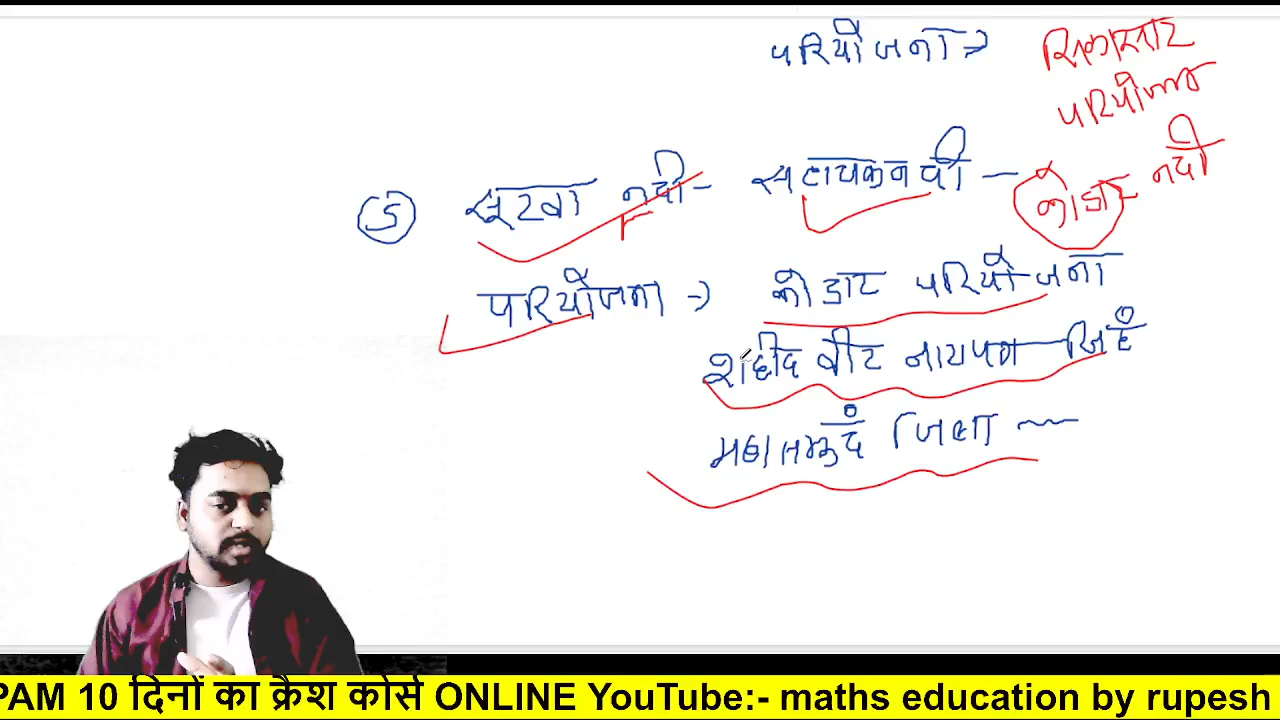 परियोजना → सिकासार
परियोजना
⑤ सूखा नदी - सहायक नदी - कोडार नदी
परियोजना → कोडार परियोजना
शहीद वीर नारायण सिंह
महासमुंद जिला
PAM 10 दिनों का क्रैश कोर्स ONLINE YouTube:- maths education by rupesh